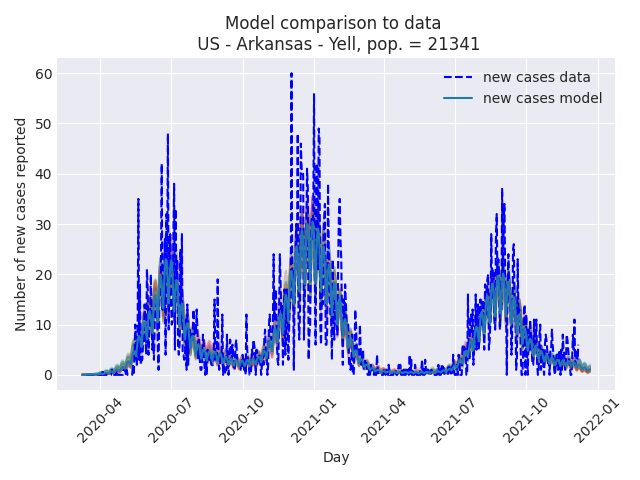 Model comparison to data
US - Arkansas - Yell, pop. = 21341
new cases data
new cases model
Number of new cases reported
60
50
40
30
20
10
0
2020-04
2020-07
2020-10
2021-01
2021-04
2021-07
2021-10
2022-01
Day